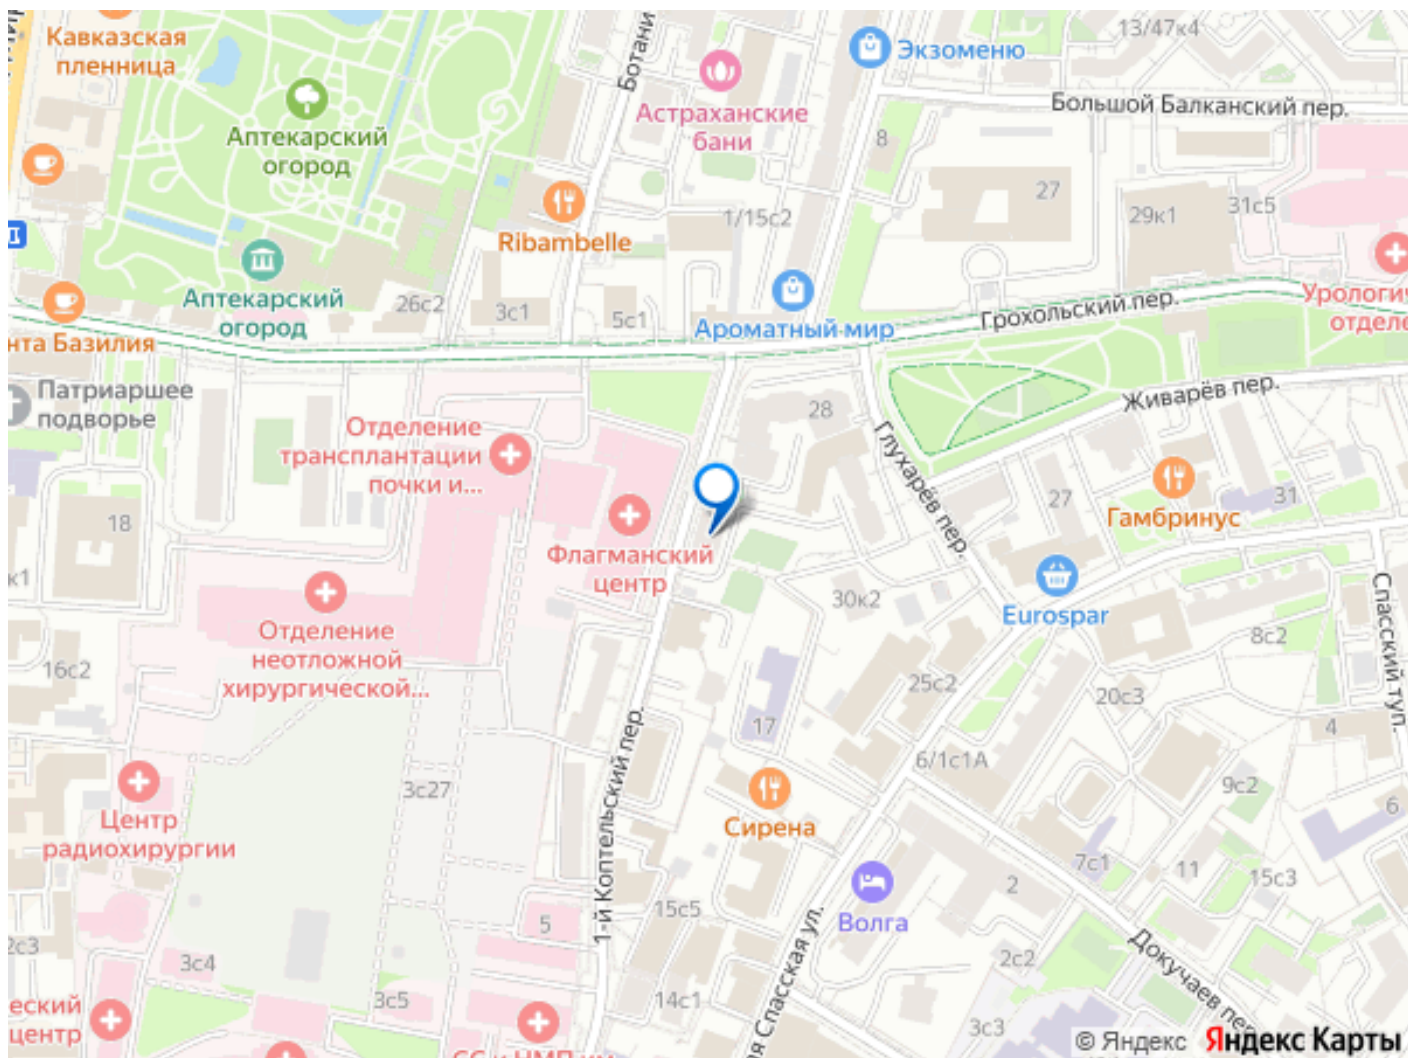 Кавказская
пленница
Ботани
Экзоменю
13/47к4
Большой Балканский пер.
Астраханские
бани
Аптекарский
огород
8
27
29к1
31с5
1/15с2
Ribambelle
Аптекарский
огород
26с2
3с1
5с1
Ароматный мир
Грохольский пер.
Урологич
отделе
нта Базилия
Патриаршее
подворье
Живарёв пер.
28
Отделение
трансплантации
почки и...
Глухарёв пер.
27
31
Гамбринус
18
Флагманский
центр
к1
30к2
Eurospar
Отделение
неотложной
хирургической...
16с2
8с2
Спасский туп.
25с2
20с3
17
4
1-й Коптельский пер.
6/1с1А
3с27
9с2
6
Центр
радиохирургии
Сирена
7с1
11
15с3
2
Волга
15с5
5
2с3
3с4
2с2
Докучаев пер.
ая Спасская ул.
3с5
14с1
3с3
еский
центр
© Яндекс
Яндекс Карты